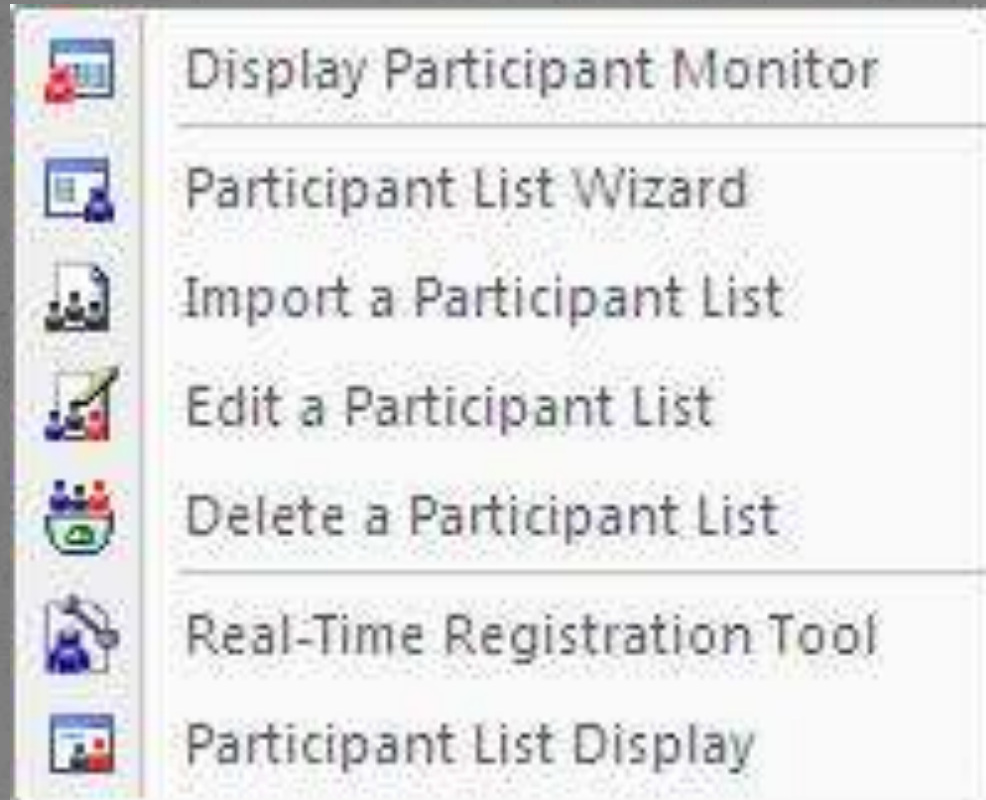 Display Participant Monitor
Participant List Wizard
Import a Participant List
Edit a Participant List
Delete a Participant List
Real-Time Registration Tool
Participant List Display